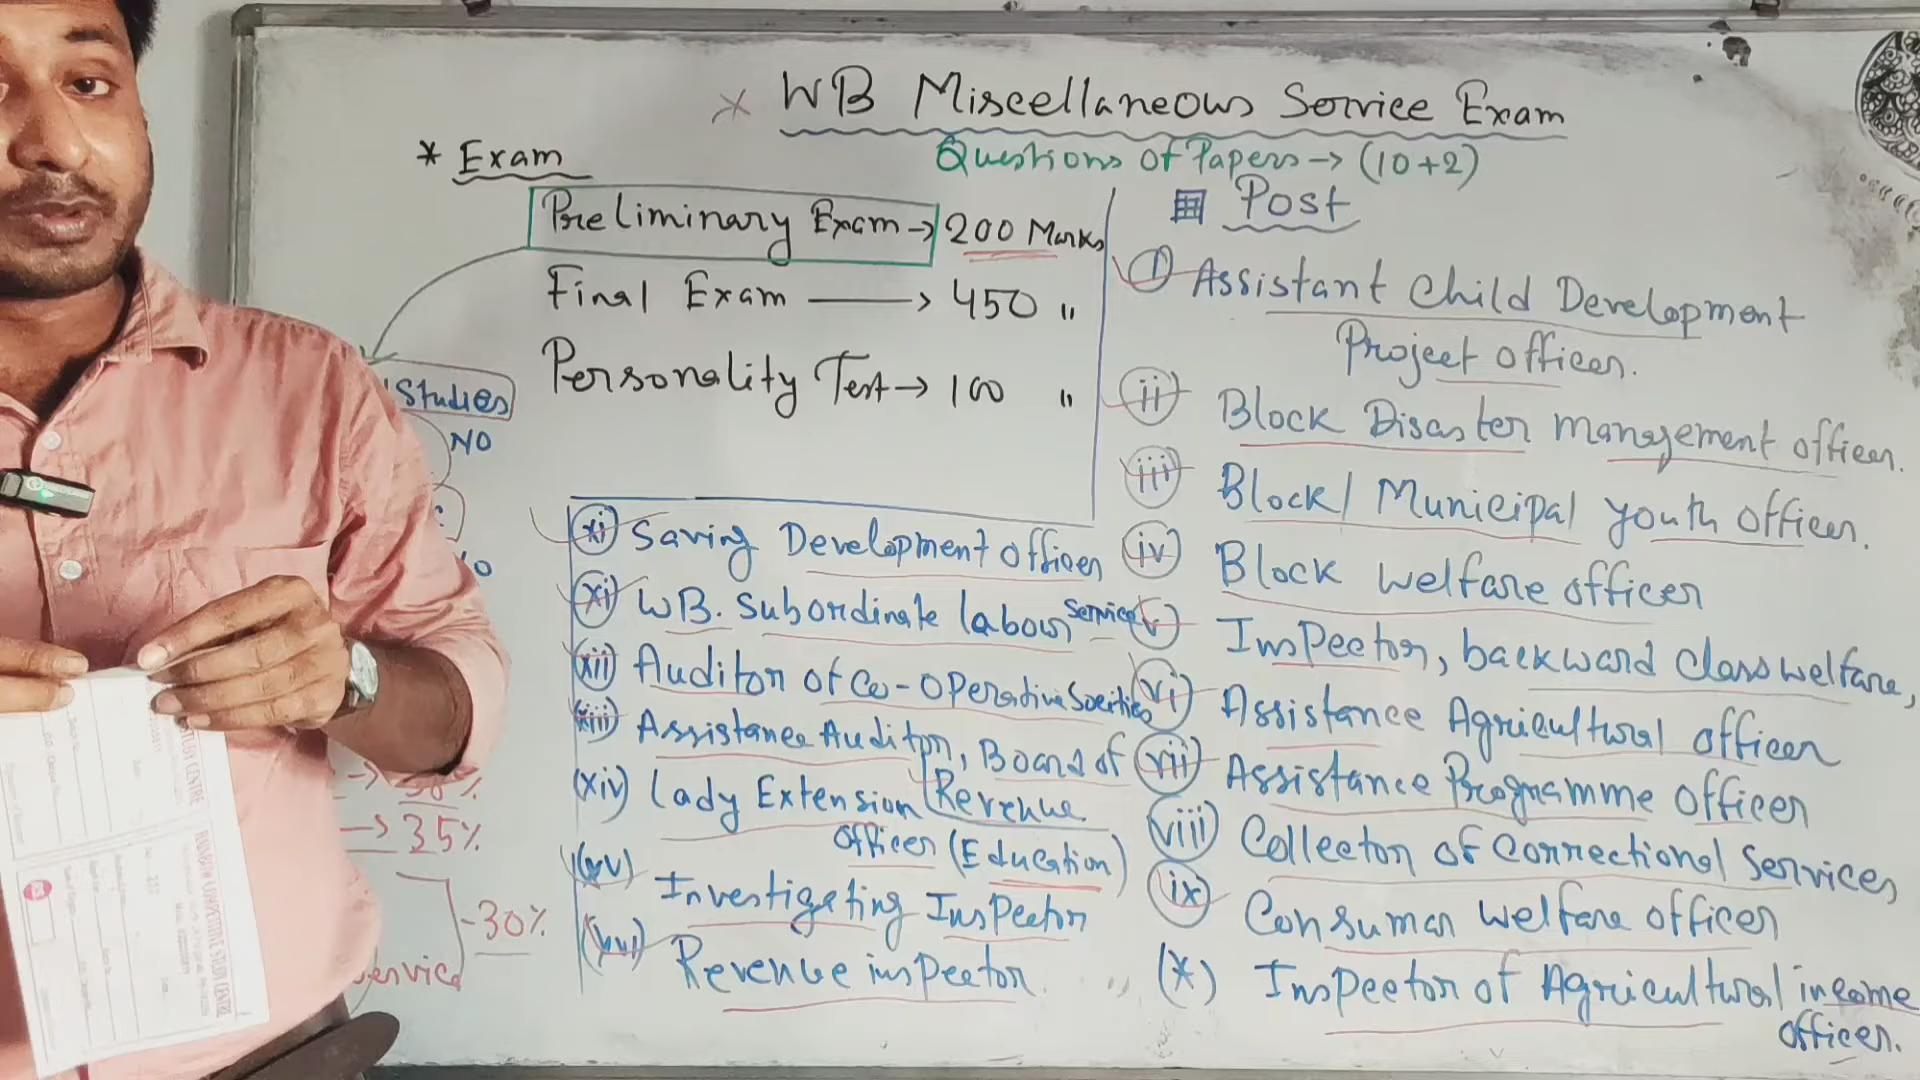 * WB Miscellaneous Service Exam
Questions of Papers → (10+2)
* Exam
Preliminary Exam → 200 Marks
Final Exam → 450 "
Personality Test → 100 "
Studies
NO
→ 35%
-30%
Service
Post
(i) Assistant Child Development
Project officer.
(ii) Block Disaster management officer.
(iii) Block/Municipal youth officer.
(iv) Block welfare officer
(v) Inspector, backward class welfare,
(vi) Assistance Agricultural officer
(vii) Assistance Programme officer
(viii) Collector of Correctional Services,
(ix) Consumar welfare officer
(x) Inspector of Agricultural income
officer.
(xi) Saving Development officer
(xi) WB. Subordinate labour Service
(xii) Auditor of Co-operative Socities
(xiii) Assistance Auditor, Board of
Revenue
(xiv) Lady Extension
officer (Education)
(xv) Investigating Inspector
(xvi) Revenue inspector
STUDY CENTRE